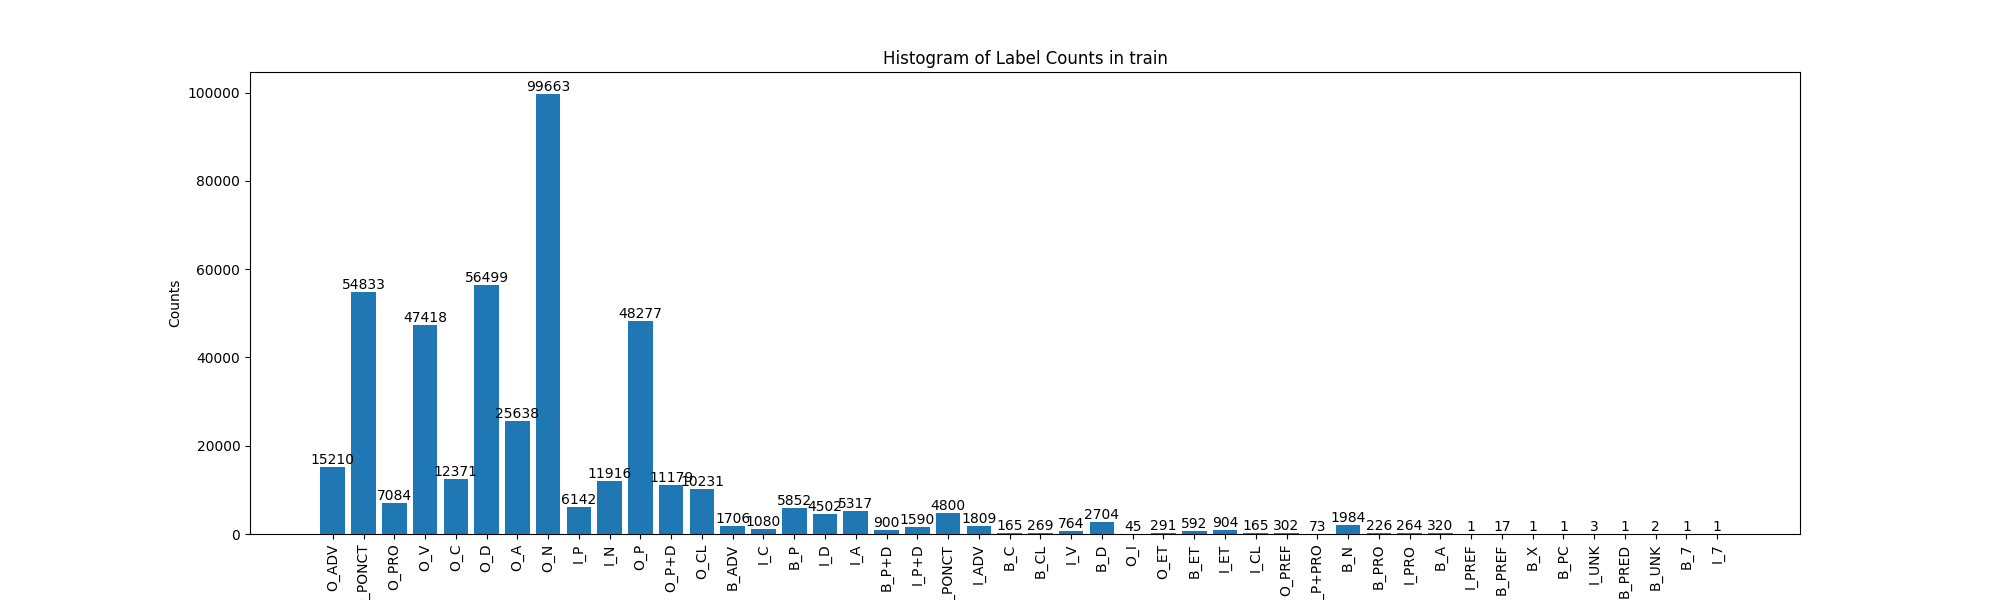 Histogram of Label Counts in train
Counts
100000
80000
60000
40000
20000
0
15210
54833
7084
47418
12371
56499
25638
99663
6142
11916
48277
11179
10231
1706
1080
5852
4502
5317
900
1590
4800
1809
165
269
764
2704
45
291
592
904
165
302
73
1984
226
264
320
1
17
1
1
3
1
2
1
1
O_ADV
_PONCT
O_PRO
O_V
O_C
O_D
O_A
O_N
I_P
I_N
O_P
O_P+D
O_CL
B_ADV
I_C
B_P
I_D
I_A
B_P+D
I_P+D
_PONCT
I_ADV
B_C
B_CL
I_V
B_D
O_I
O_ET
B_ET
I_ET
I_CL
O_PREF
_P+PRO
B_N
B_PRO
I_PRO
B_A
I_PREF
B_PREF
B_X
B_PC
I_UNK
B_PRED
B_UNK
B_7
I_7